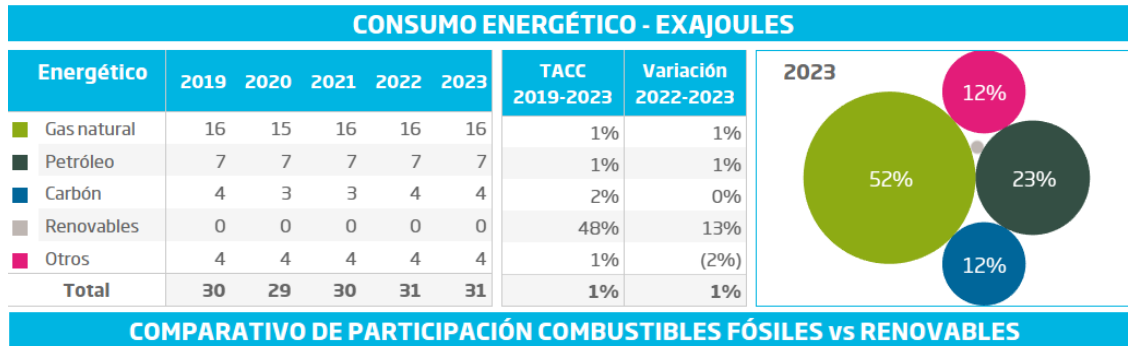 CONSUMO ENERGÉTICO - EXAJOULES
Energético 2019 2020 2021 2022 2023 TACC 2019-2023 Variación 2022-2023
Gas natural 16 15 16 16 16 1% 1%
Petróleo 7 7 7 7 7 1% 1%
Carbón 4 3 3 4 4 2% 0%
Renovables 0 0 0 0 0 48% 13%
Otros 4 4 4 4 4 1% (2%)
Total 30 29 30 31 31 1% 1%
2023
12%
52%
23%
12%
COMPARATIVO DE PARTICIPACIÓN COMBUSTIBLES FÓSILES vs RENOVABLES